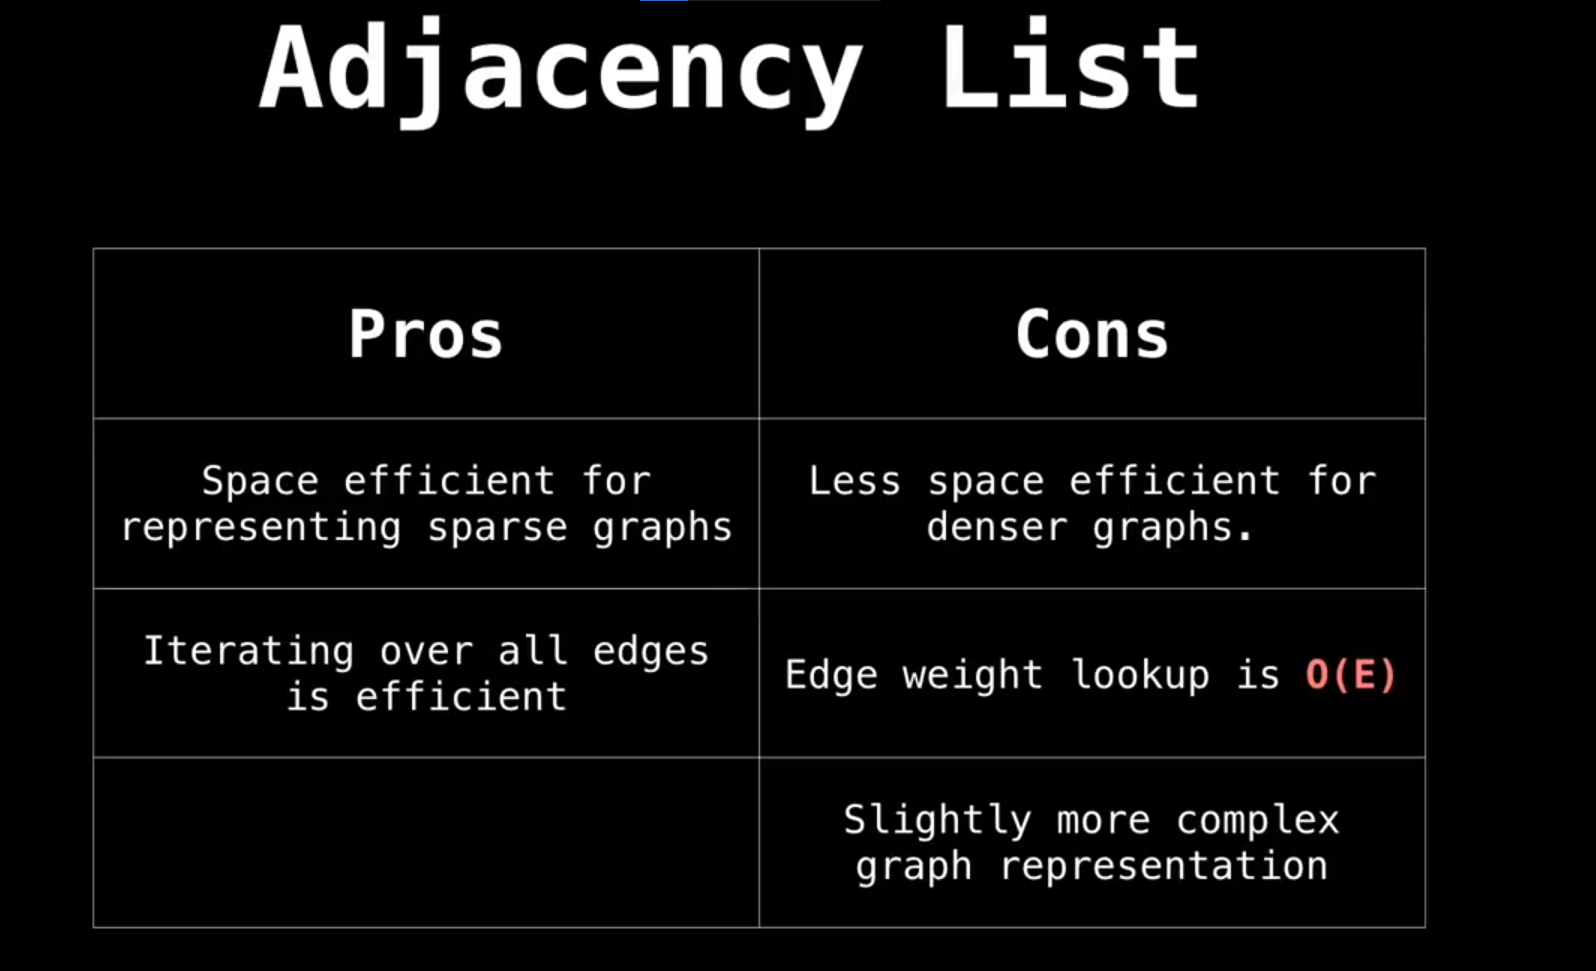 Adjacency List
Pros
Cons
Space efficient for
representing sparse graphs
Less space efficient for
denser graphs.
Iterating over all edges
is efficient
Edge weight lookup is O(E)
Slightly more complex
graph representation